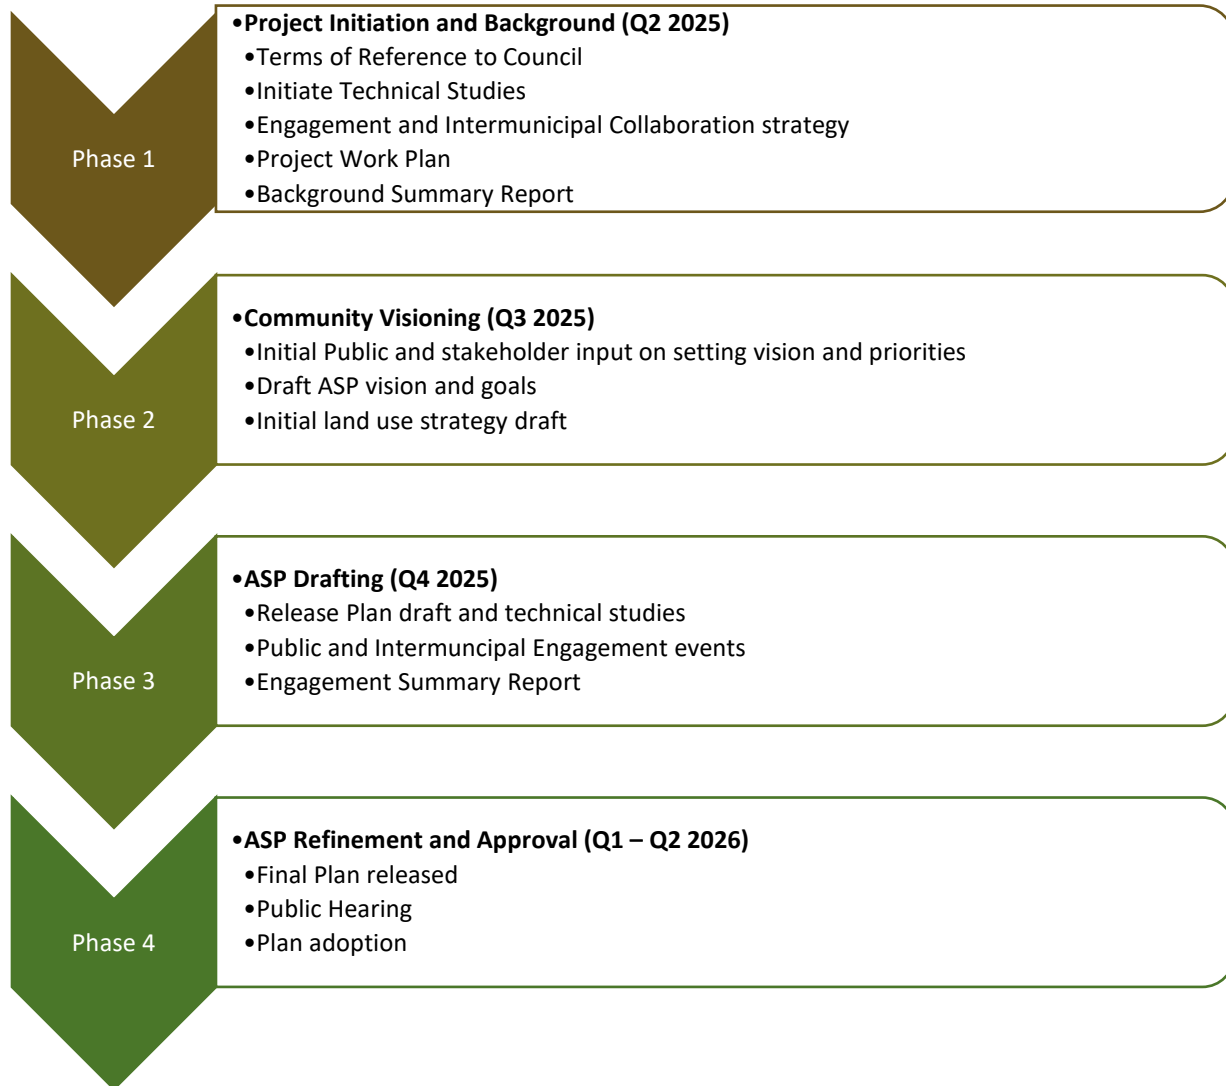 Phase 1
•Project Initiation and Background (Q2 2025)
•Terms of Reference to Council
•Initiate Technical Studies
•Engagement and Intermunicipal Collaboration strategy
•Project Work Plan
•Background Summary Report
Phase 2
•Community Visioning (Q3 2025)
•Initial Public and stakeholder input on setting vision and priorities
•Draft ASP vision and goals
•Initial land use strategy draft
Phase 3
•ASP Drafting (Q4 2025)
•Release Plan draft and technical studies
•Public and Intermuncipal Engagement events
•Engagement Summary Report
Phase 4
•ASP Refinement and Approval (Q1 – Q2 2026)
•Final Plan released
•Public Hearing
•Plan adoption